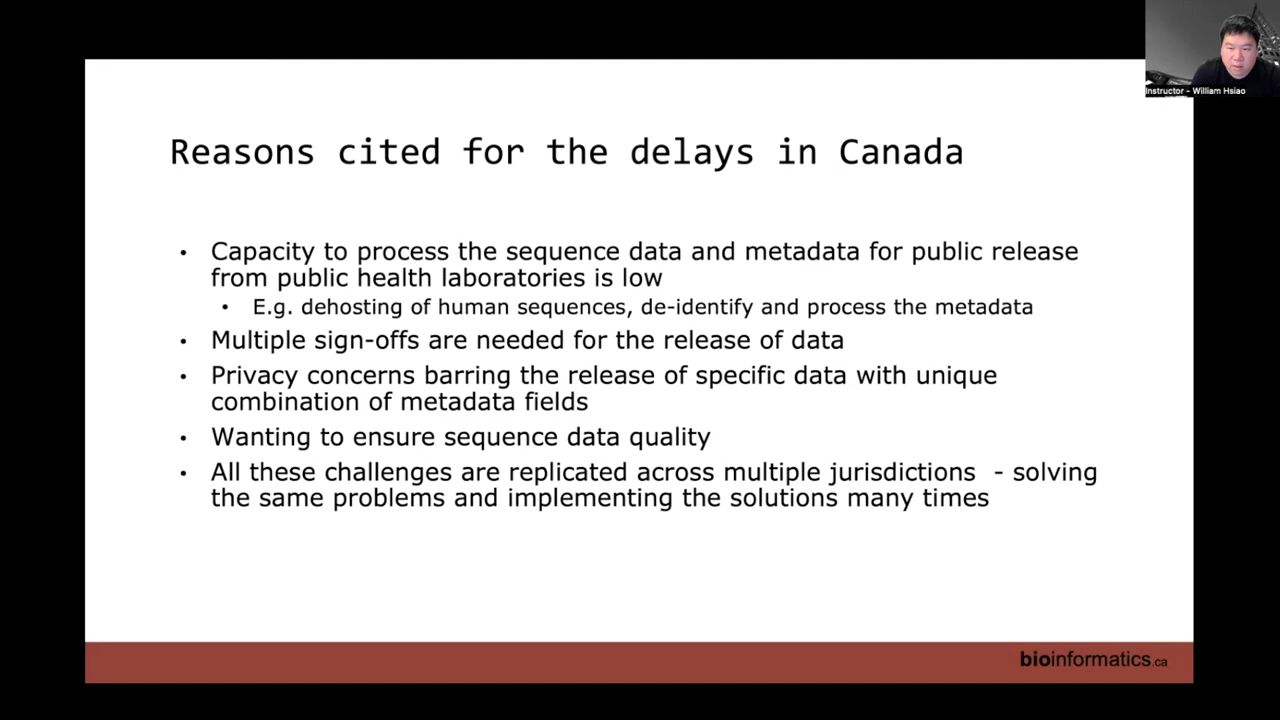 Instructor - William Hsiao
Reasons cited for the delays in Canada
• Capacity to process the sequence data and metadata for public release
from public health laboratories is low
• E.g. dehosting of human sequences, de-identify and process the metadata
• Multiple sign-offs are needed for the release of data
• Privacy concerns barring the release of specific data with unique
combination of metadata fields
• Wanting to ensure sequence data quality
• All these challenges are replicated across multiple jurisdictions - solving
the same problems and implementing the solutions many times
bioinformatics.ca